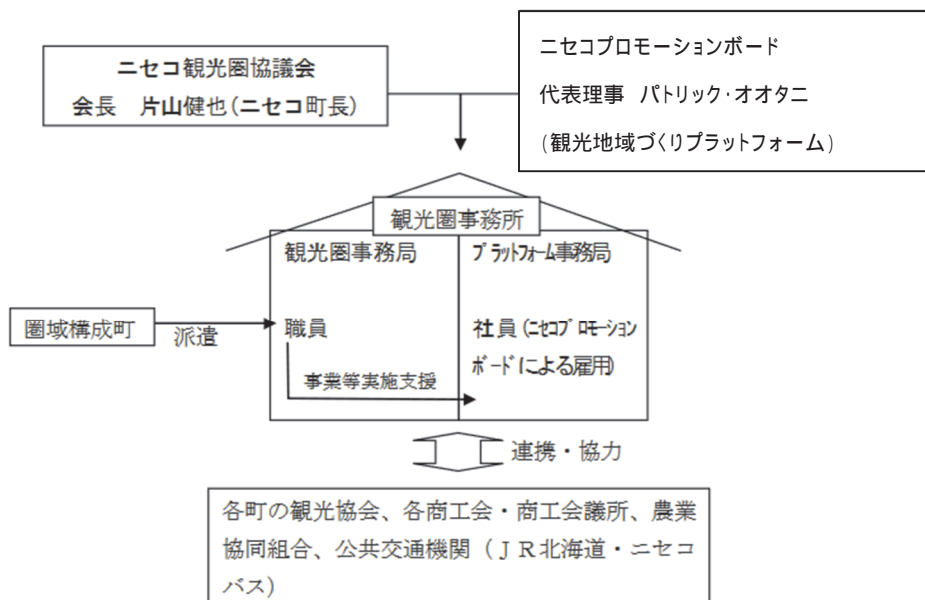 ニセコ観光圏協議会
会長　片山健也(ニセコ町長)
ニセコプロモーションボード
代表理事 パトリック・オオタニ
(観光地域づくりプラットフォーム)
観光圏事務所
観光圏事務局
プラットフォーム事務局
圏域構成町
派遣
職員
社員(ニセコプロモーション
ボードによる雇用)
事業等実施支援
連携・協力
各町の観光協会、各商工会・商工会議所、農業
協同組合、公共交通機関（ＪＲ北海道・ニセコ
バス）